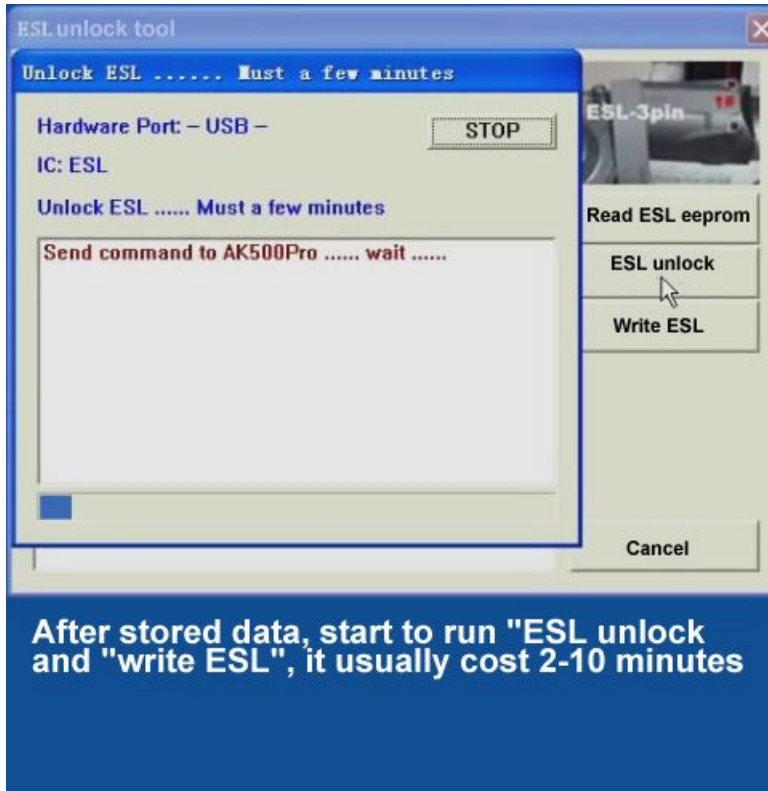 ESL unlock tool
Unlock ESL ...... Must a few minutes
Hardware Port: – USB –
STOP
IC: ESL
Unlock ESL ...... Must a few minutes
Send command to AK500Pro ...... wait ......
ESL-3pin
1#
Read ESL eeprom
ESL unlock
Write ESL
Cancel
After stored data, start to run "ESL unlock
and "write ESL", it usually cost 2-10 minutes